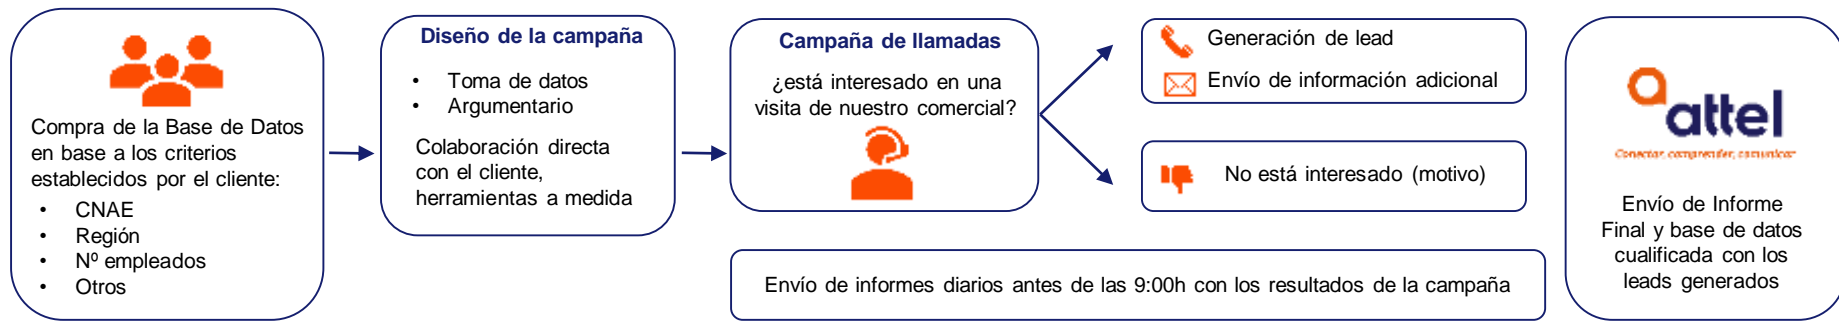 Compra de la Base de Datos
en base a los criterios
establecidos por el cliente:
• CNAE
• Región
• Nº empleados
• Otros
Diseño de la campaña
• Toma de datos
• Argumentario
Colaboración directa
con el cliente,
herramientas a medida
Campaña de llamadas
¿está interesado en una
visita de nuestro comercial?
Generación de lead
Envío de información adicional
No está interesado (motivo)
Envío de informes diarios antes de las 9:00h con los resultados de la campaña
attel
Conectar, comprender, comunicar
Envío de Informe
Final y base de datos
cualificada con los
leads generados